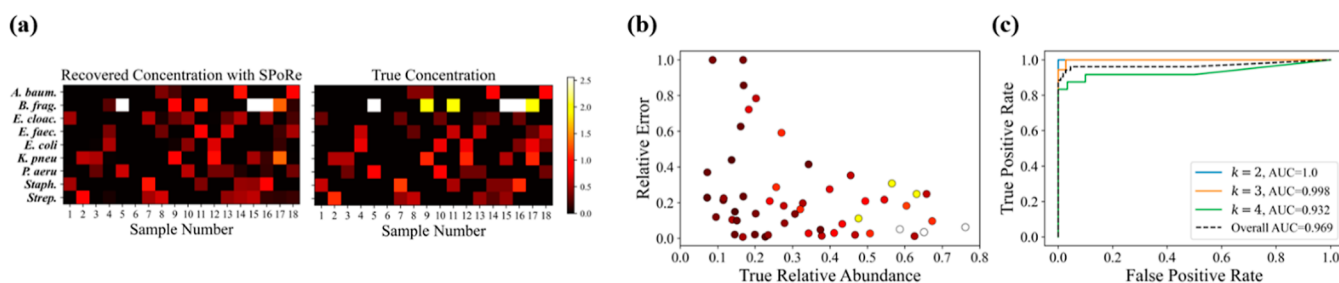 (a)
Recovered Concentration with SPoRe
True Concentration
A. baum.
B. frag.
E. cloac.
E. faec.
E. coli
K. pneu
P. aeru
Staph.
Strep.
1 2 3 4 5 6 7 8 9 10 11 12 13 14 15 16 17 18
Sample Number
1 2 3 4 5 6 7 8 9 10 11 12 13 14 15 16 17 18
Sample Number
2.5
2.0
1.5
1.0
0.5
0.0
(b)
Relative Error
1.0
0.8
0.6
0.4
0.2
0.0
0.0 0.1 0.2 0.3 0.4 0.5 0.6 0.7 0.8
True Relative Abundance
(c)
True Positive Rate
1.0
0.8
0.6
0.4
0.2
0.0
k = 2, AUC=1.0
k = 3, AUC=0.998
k = 4, AUC=0.932
Overall AUC=0.969
0.0 0.2 0.4 0.6 0.8 1.0
False Positive Rate